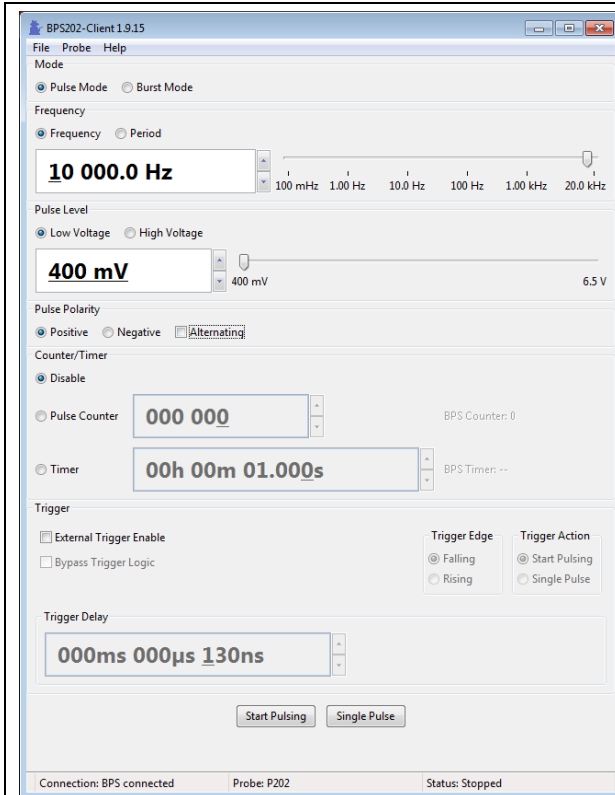 BPS202-Client 1.9.15
File Probe Help
Mode
Pulse Mode Burst Mode
Frequency
Frequency Period
10 000.0 Hz
100 mHz 1.00 Hz 10.0 Hz 100 Hz 1.00 kHz 20.0 kHz
Pulse Level
Low Voltage High Voltage
400 mV
400 mV 6.5 V
Pulse Polarity
Positive Negative Alternating
Counter/Timer
Disable
Pulse Counter 000 000 BPS Counter: 0
Timer 00h 00m 01.000s BPS Timer: --
Trigger
External Trigger Enable Trigger Edge Trigger Action
Bypass Trigger Logic Falling Start Pulsing
Rising Single Pulse
Trigger Delay
000ms 000µs 130ns
Start Pulsing Single Pulse
Connection: BPS connected Probe: P202 Status: Stopped